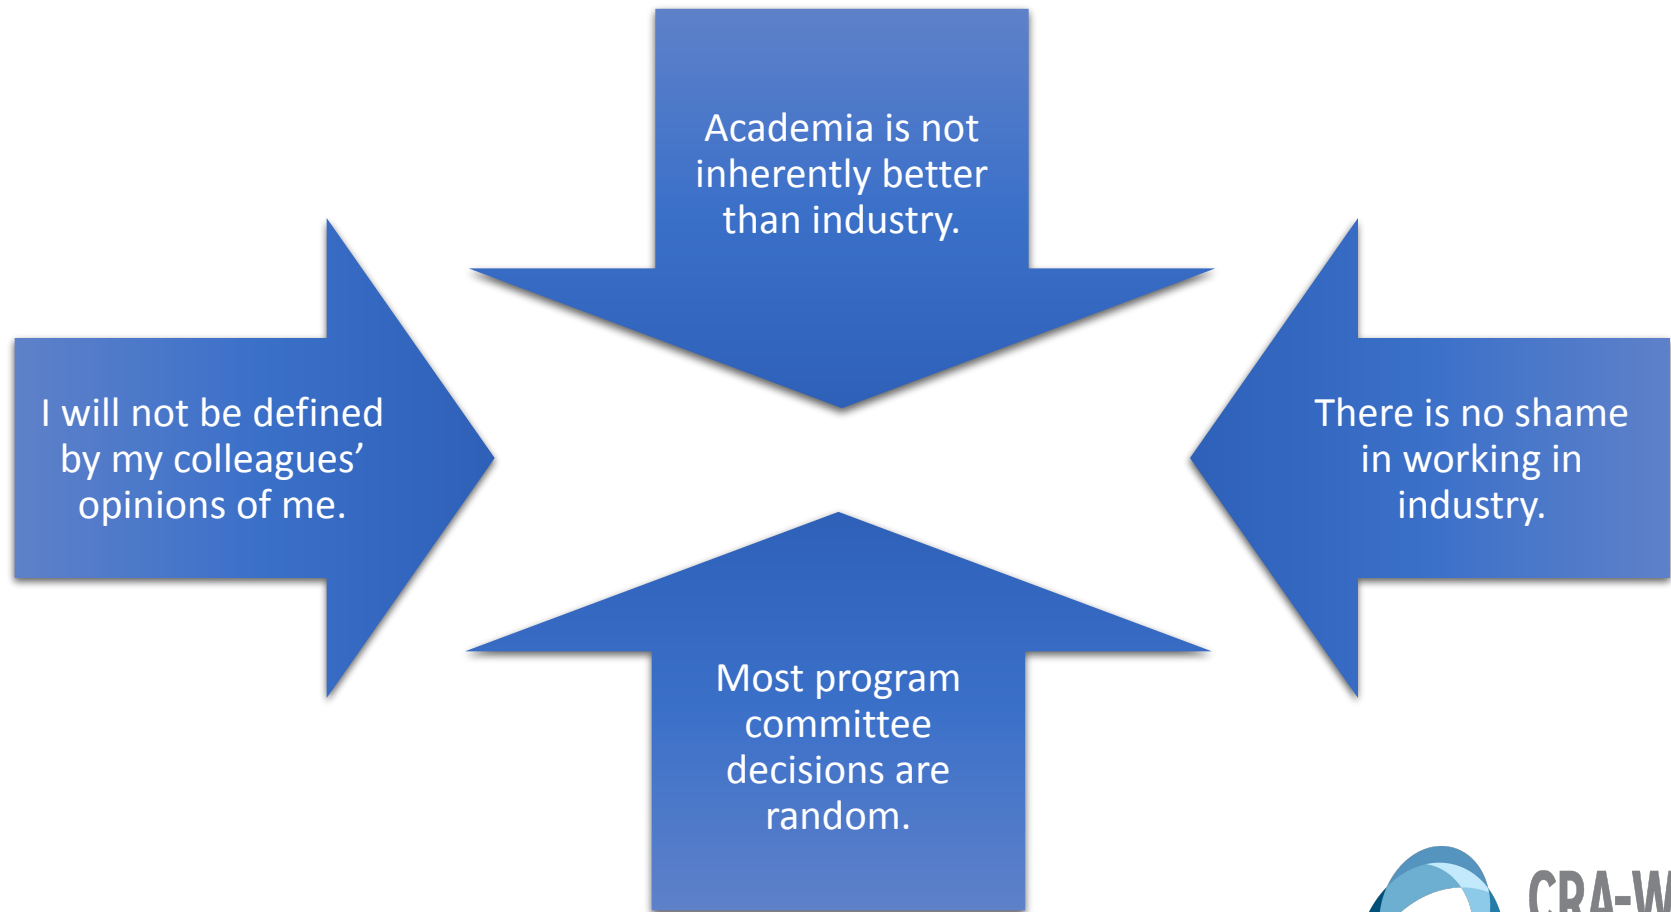 Academia is not
inherently better
than industry.
I will not be defined
by my colleagues’
opinions of me.
There is no shame
in working in
industry.
Most program
committee
decisions are
random.
CRA-W